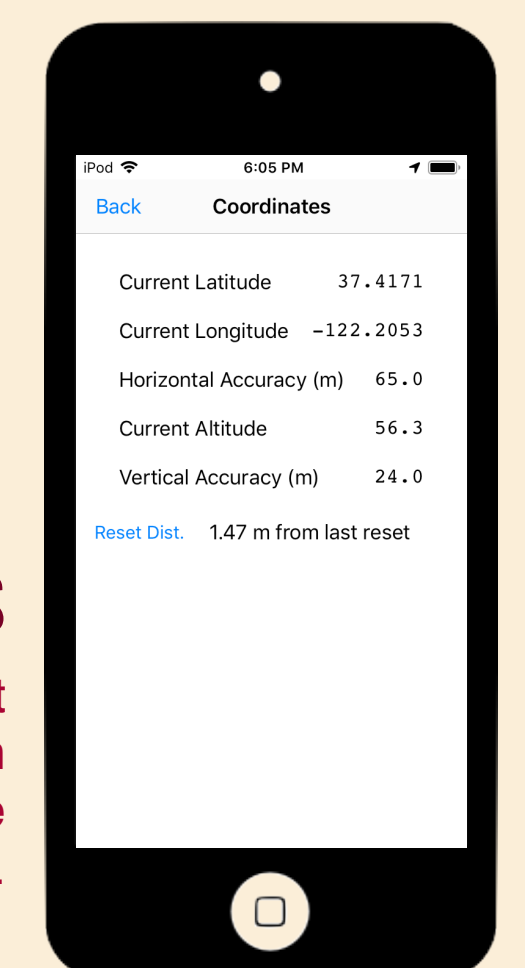 iPod 6:05 PM
Back Coordinates
Current Latitude 37.4171
Current Longitude -122.2053
Horizontal Accuracy (m) 65.0
Current Altitude 56.3
Vertical Accuracy (m) 24.0
Reset Dist. 1.47 m from last reset